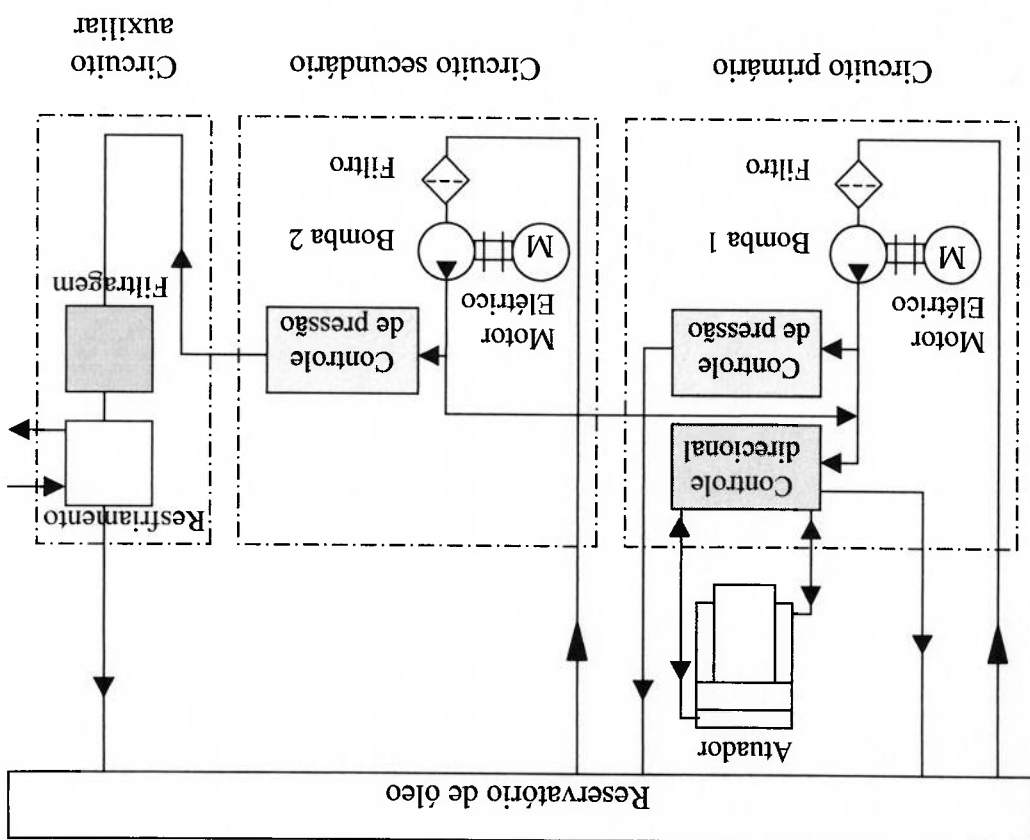 Reservatório de óleo
Atuador
Controle
direcional
Controle
de pressão
Motor
Elétrico
M
Bomba 1
Filtro
Circuito primário
Controle
de pressão
Motor
Elétrico
M
Bomba 2
Filtro
Circuito secundário
Resfriamento
Filtragem
Circuito
auxiliar